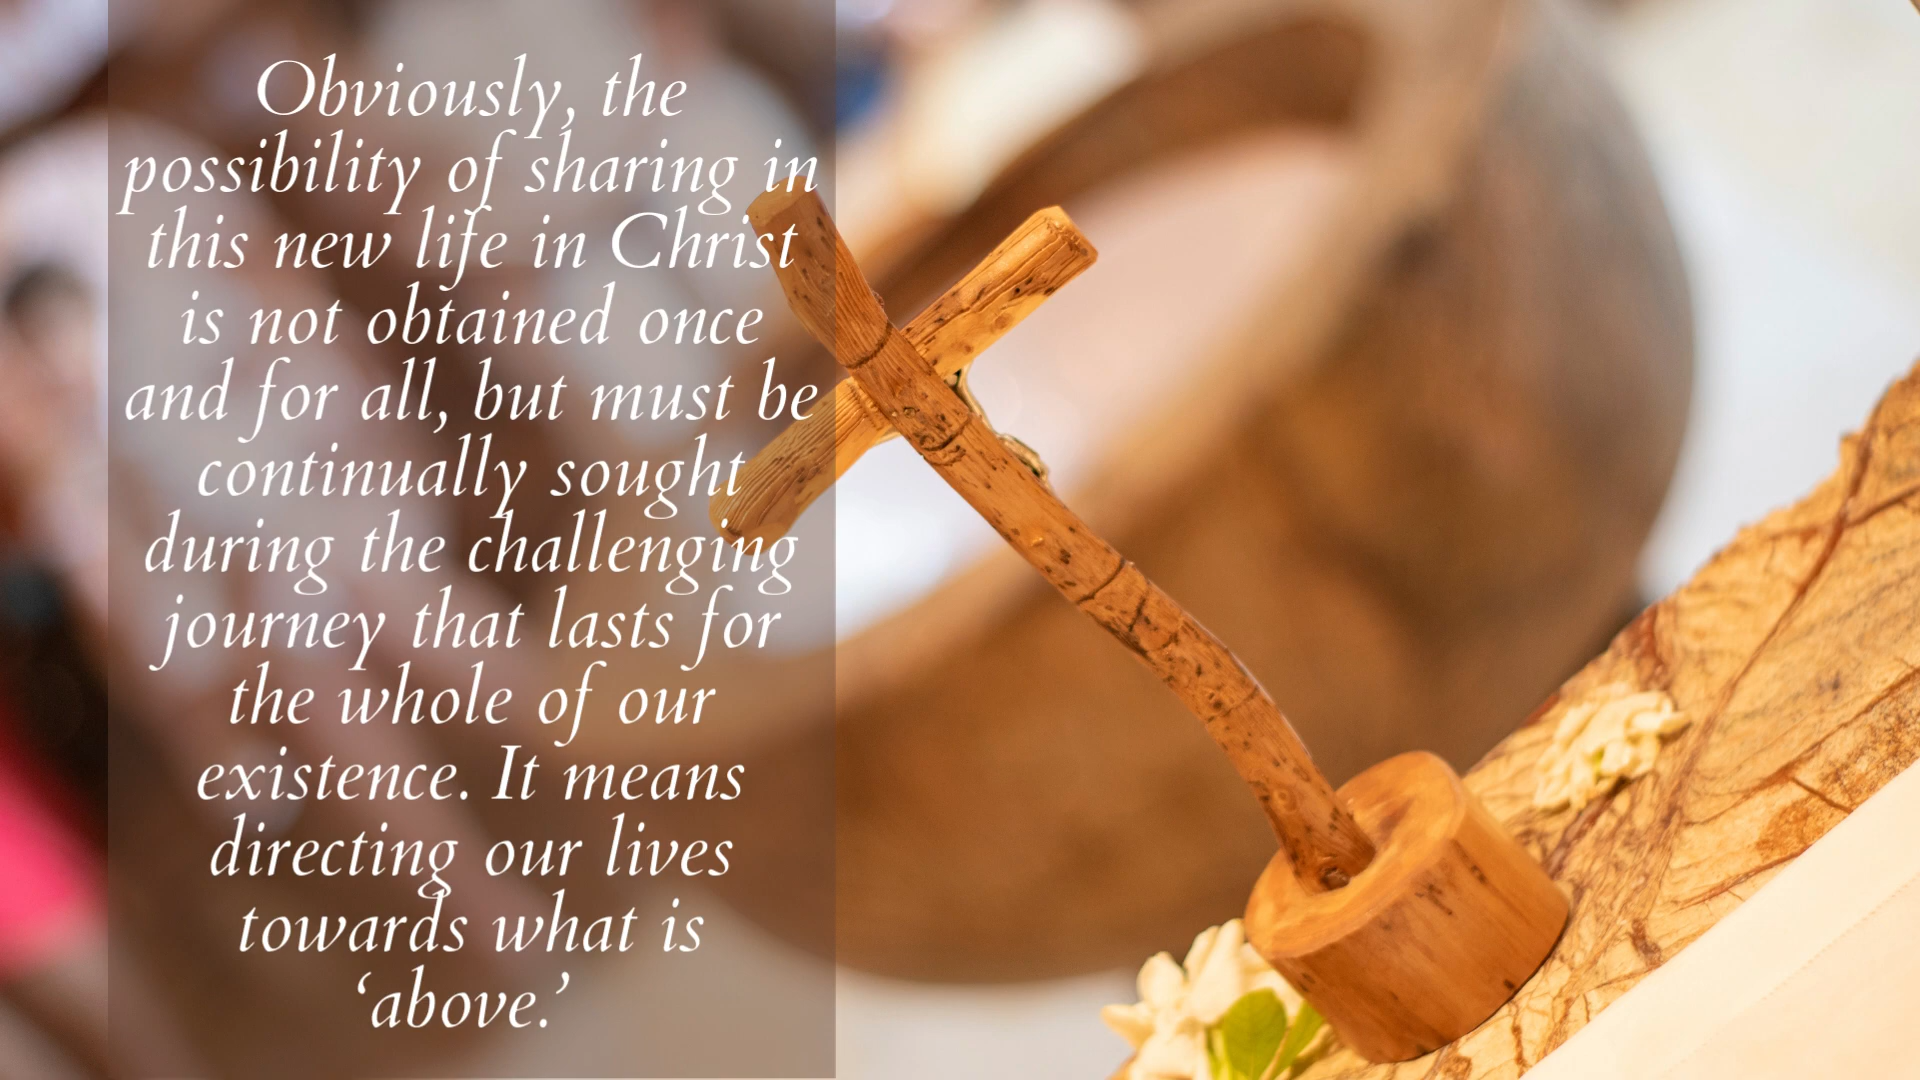 Obviously, the
possibility of sharing in
this new life in Christ
is not obtained once
and for all, but must be
continually sought
during the challenging
journey that lasts for
the whole of our
existence. It means
directing our lives
towards what is
‘above.’